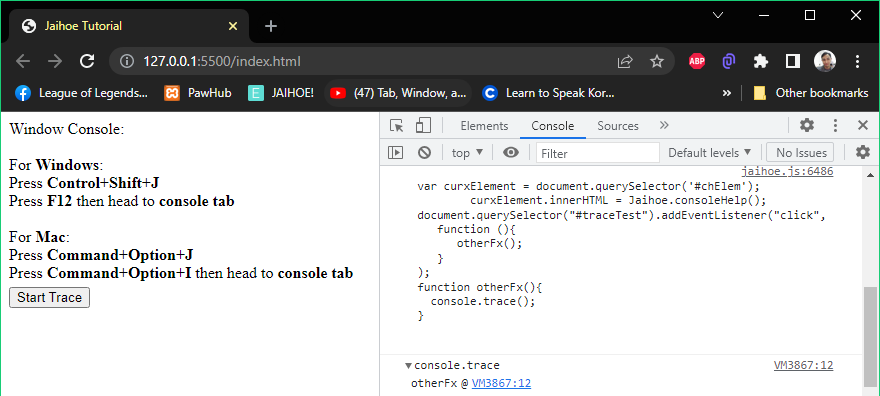 Jaihoe Tutorial
127.0.0.1:5500/index.html
ABP
League of Legends...
PawHub
E JAIHOE!
(47) Tab, Window, a...
C Learn to Speak Kor...
»
Other bookmarks
Window Console:
For Windows:
Press Control+Shift+J
Press F12 then head to console tab
For Mac:
Press Command+Option+J
Press Command+Option+I then head to console tab
Start Trace
Elements Console Sources »
top Filter Default levels No Issues
jaihoe.js:6486
var curxElement = document.querySelector('#chElem');
curxElement.innerHTML = Jaihoe.consoleHelp();
document.querySelector("#traceTest").addEventListener("click",
function (){
otherFx();
}
);
function otherFx(){
console.trace();
}
console.trace VM3867:12
otherFx @ VM3867:12